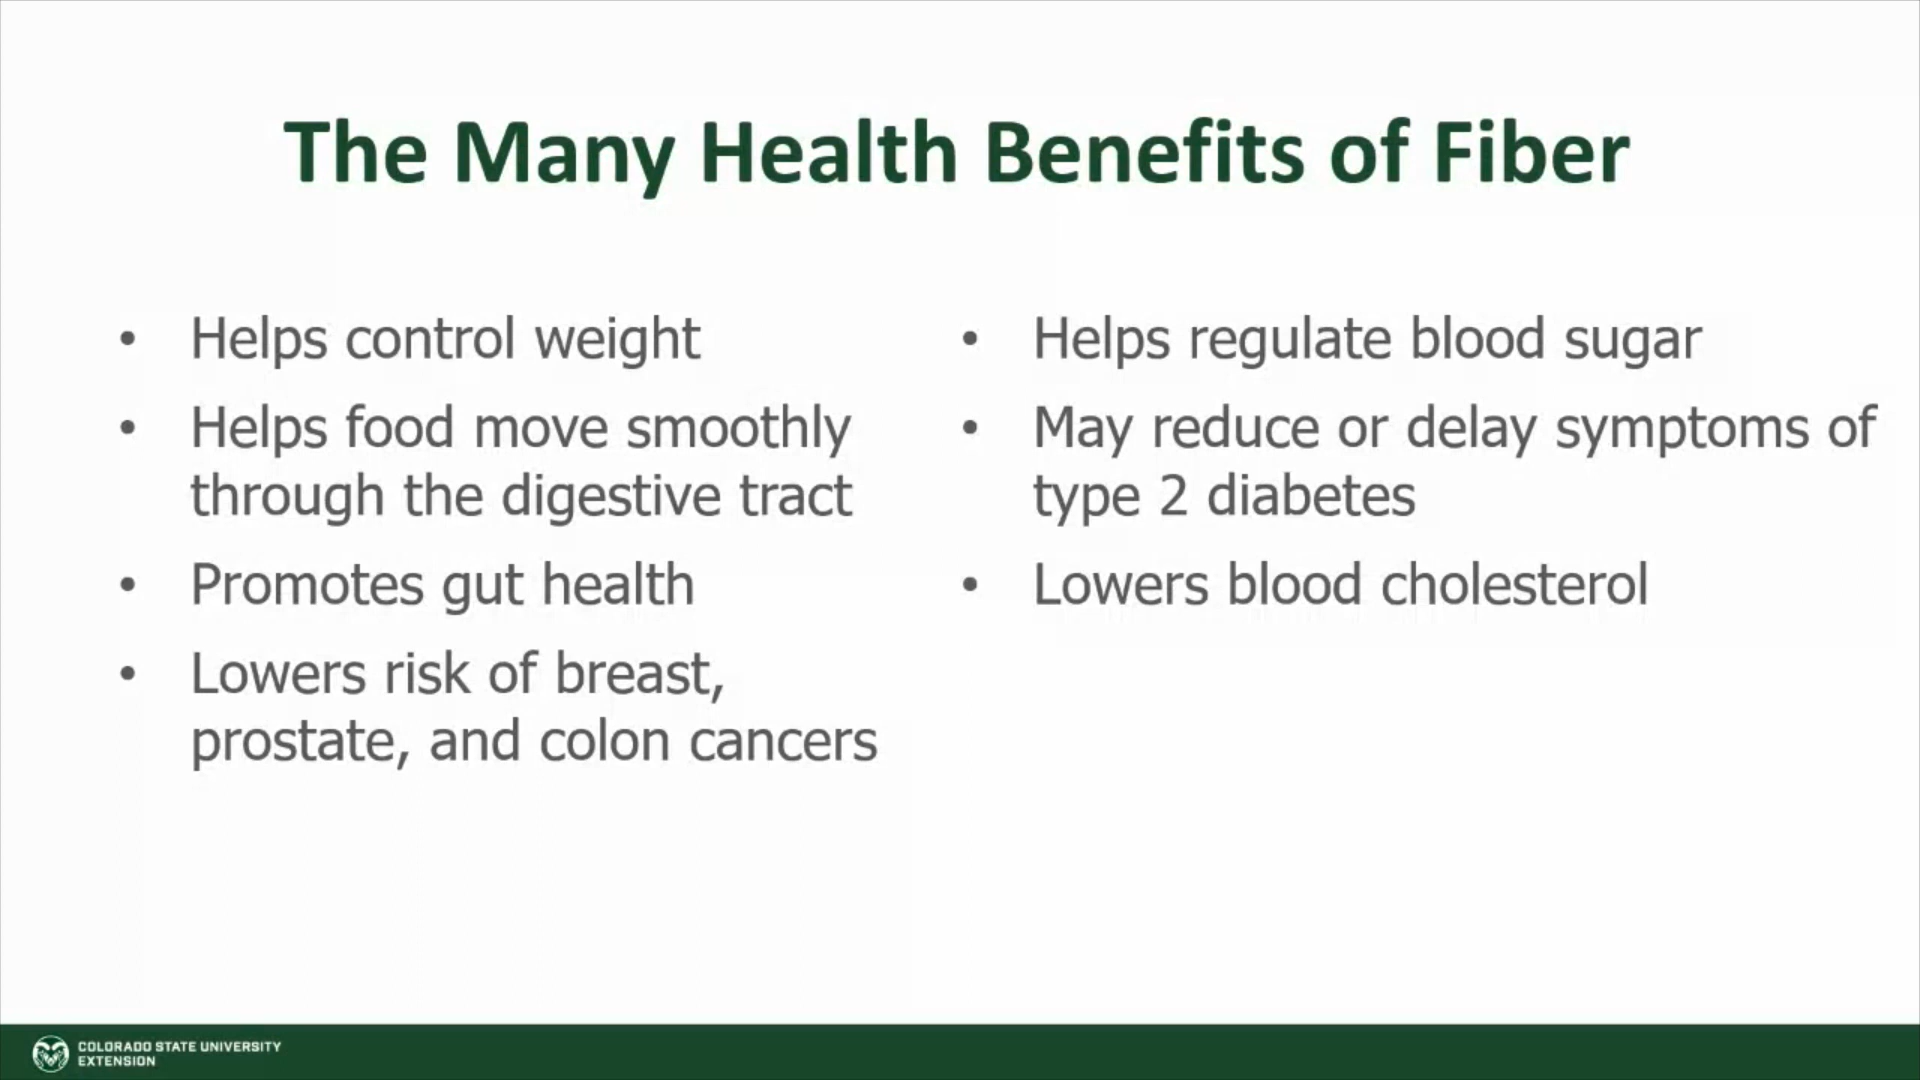 The Many Health Benefits of Fiber
• Helps control weight
• Helps food move smoothly
through the digestive tract
• Promotes gut health
• Lowers risk of breast,
prostate, and colon cancers
• Helps regulate blood sugar
• May reduce or delay symptoms of
type 2 diabetes
• Lowers blood cholesterol
COLORADO STATE UNIVERSITY
EXTENSION